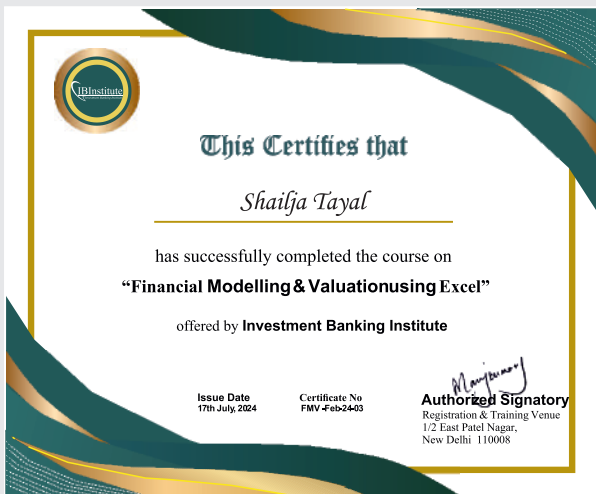 IBInstitute
This Certifies that
Shailja Tayal
has successfully completed the course on
“Financial Modelling & Valuationusing Excel”
offered by Investment Banking Institute
Issue Date
17th July, 2024
Certificate No
FMV -Feb-24-03
Authorized Signatory
Registration & Training Venue
1/2 East Patel Nagar,
New Delhi 110008